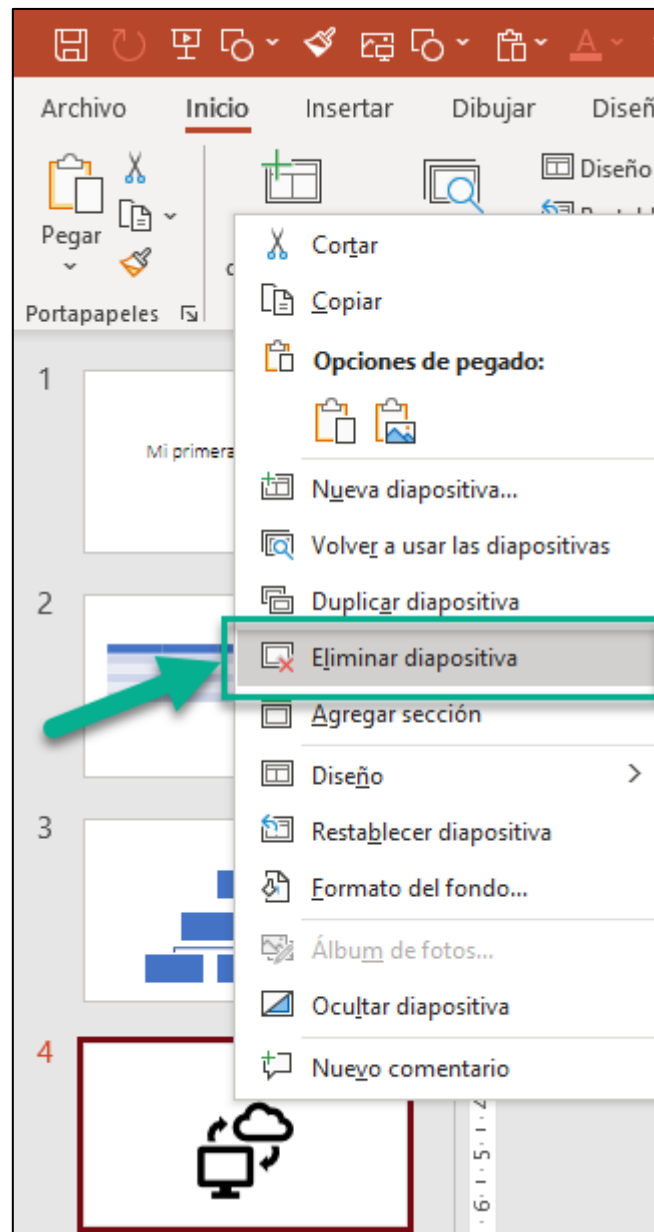 Archivo Inicio Insertar Dibujar Diseñ
Pegar
Diseño
Portapapeles
Cortar
Copiar
Opciones de pegado:
Nueva diapositiva...
Volver a usar las diapositivas
Duplicar diapositiva
Eliminar diapositiva
Agregar sección
Diseño
Restablecer diapositiva
Formato del fondo...
Álbum de fotos...
Ocultar diapositiva
Nuevo comentario
1
Mi primera
2
3
4
5
6